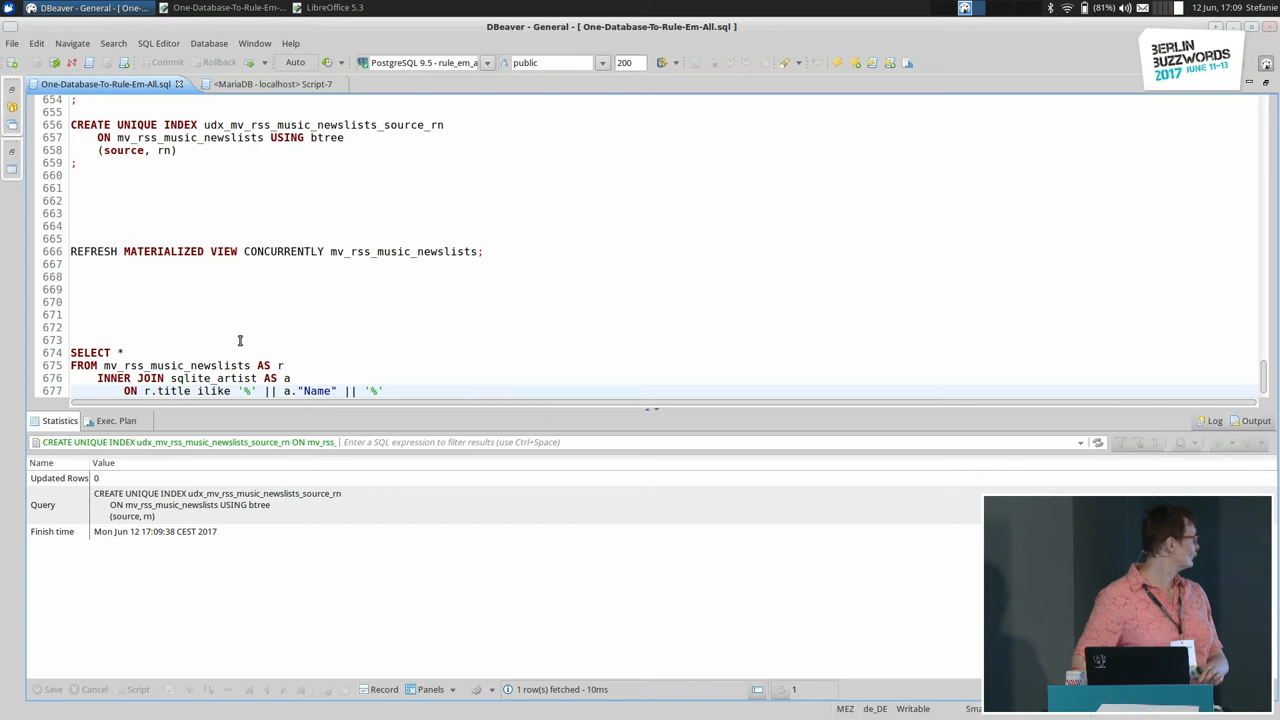 DBeaver - General - [ One-...
One-Database-To-Rule-Em-...
LibreOffice 5.3
(81%)
12 Jun, 17:09 Stefanie
DBeaver - General - [ One-Database-To-Rule-Em-All.sql ]
File Edit Navigate Search SQL Editor Database Window Help
BERLIN
BUZZWORDS
2017 JUNE 11-13
Commit Rollback Auto PostgreSQL 9.5 - rule_em_a public 200
One-Database-To-Rule-Em-All.sql <MariaDB - localhost> Script-7
654 ;
655
656 CREATE UNIQUE INDEX udx_mv_rss_music_newslists_source_rn
657 ON mv_rss_music_newslists USING btree
658 (source, rn)
659 ;
660
661
662
663
664
665
666 REFRESH MATERIALIZED VIEW CONCURRENTLY mv_rss_music_newslists;
667
668
669
670
671
672
673
674 SELECT *
675 FROM mv_rss_music_newslists AS r
676 INNER JOIN sqlite_artist AS a
677 ON r.title ilike '%' || a."Name" || '%'
Statistics Exec. Plan Log Output
CREATE UNIQUE INDEX udx_mv_rss_music_newslists_source_rn ON mv_rss_ Enter a SQL expression to filter results (use Ctrl+Space)
Name Value
Updated Rows 0
Query CREATE UNIQUE INDEX udx_mv_rss_music_newslists_source_rn
ON mv_rss_music_newslists USING btree
(source, rn)
Finish time Mon Jun 12 17:09:38 CEST 2017
Save Cancel Script Record Panels 1 row(s) fetched - 10ms 1
MEZ de_DE Writable Sma